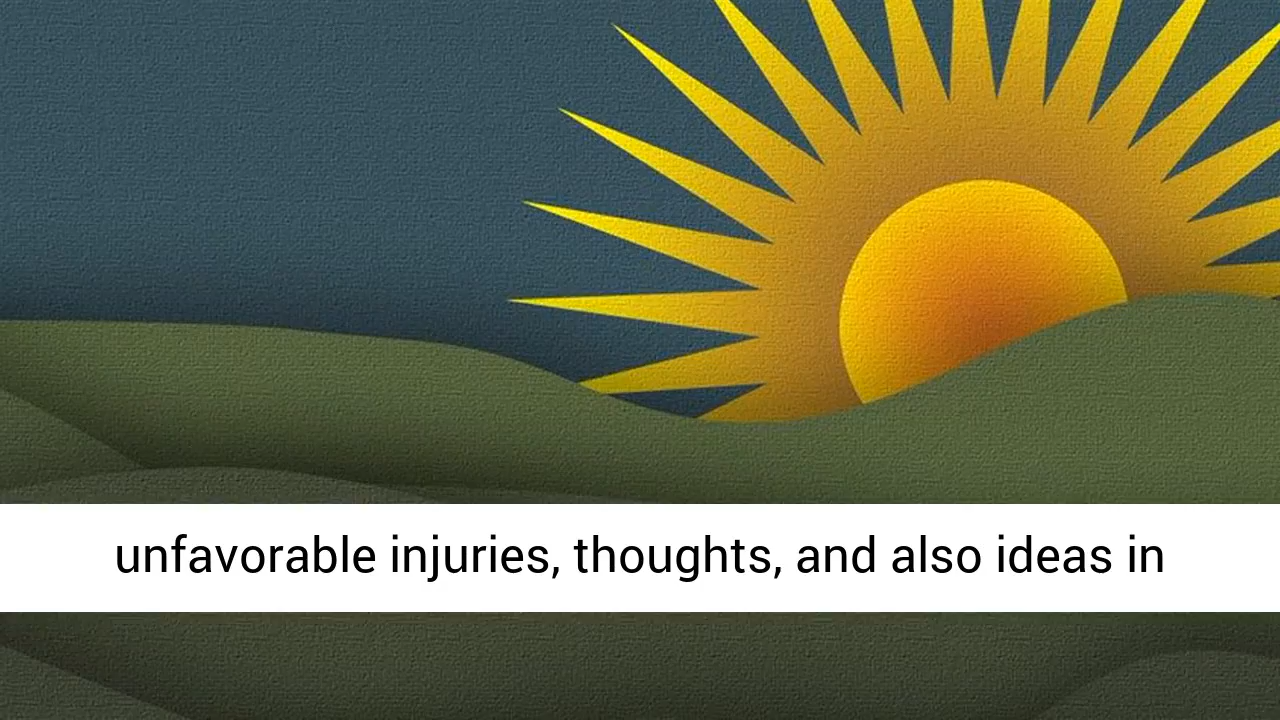 unfavorable injuries, thoughts, and also ideas in